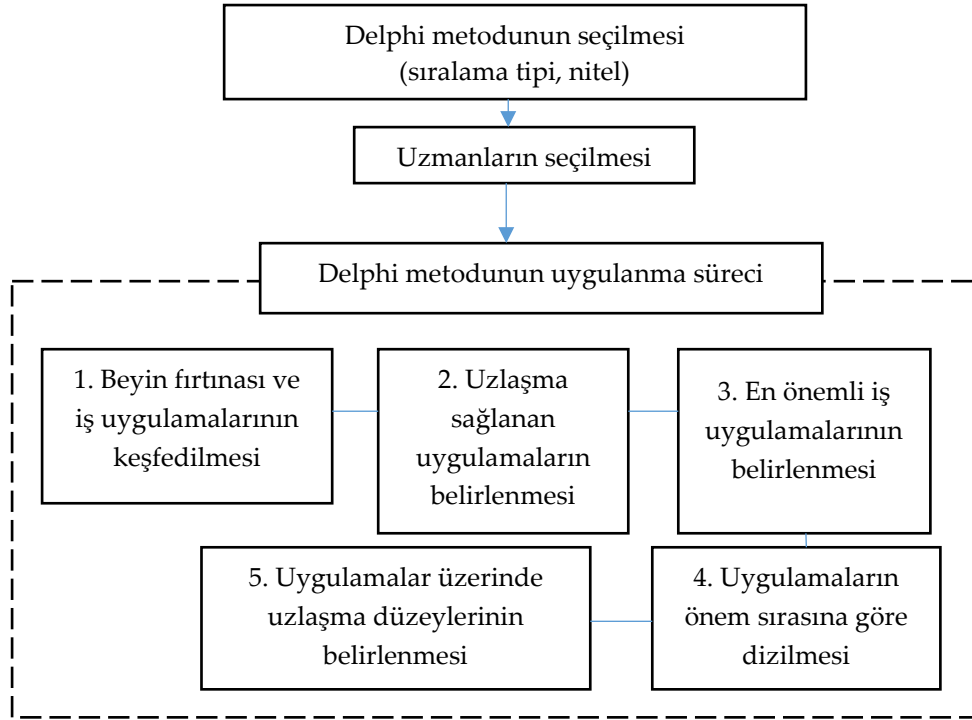 Delphi metodunun seçilmesi
(sıralama tipi, nitel)
Uzmanların seçilmesi
Delphi metodunun uygulanma süreci
1. Beyin fırtınası ve
iş uygulamalarının
keşfedilmesi
2. Uzlaşma
sağlanan
uygulamaların
belirlenmesi
3. En önemli iş
uygulamalarının
belirlenmesi
4. Uygulamaların
önem sırasına göre
dizilmesi
5. Uygulamalar üzerinde
uzlaşma düzeylerinin
belirlenmesi